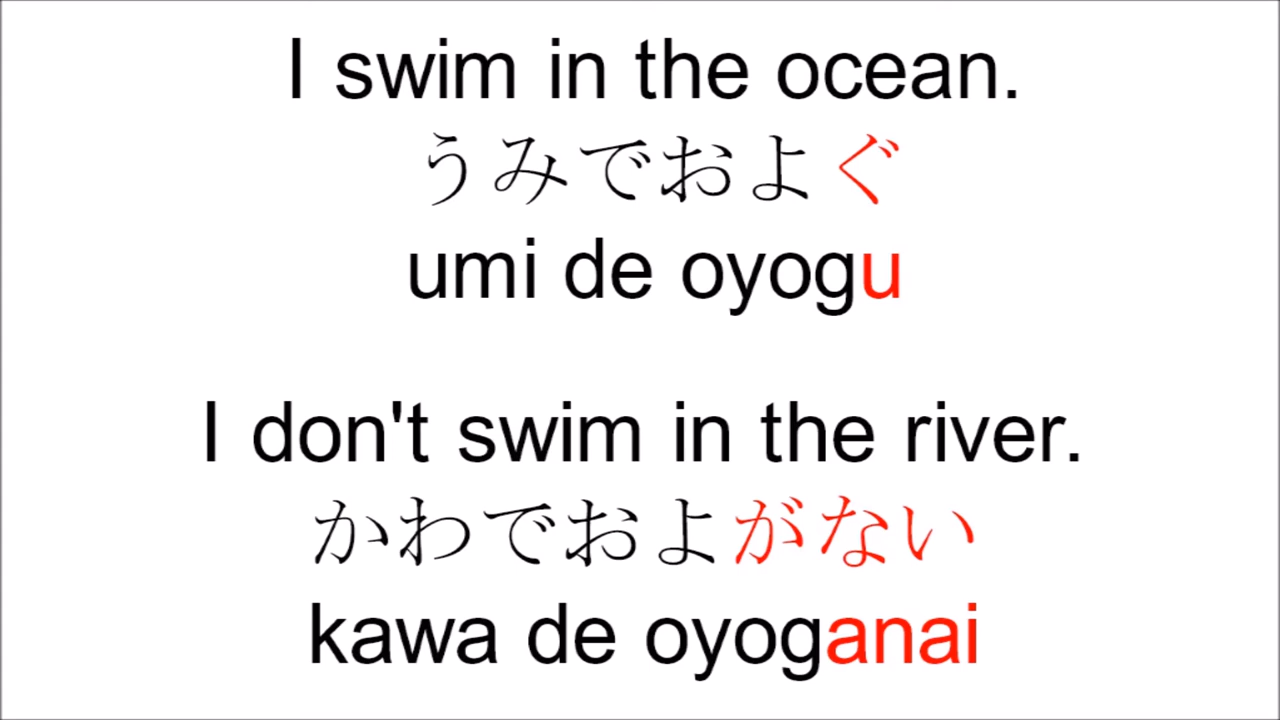 I swim in the ocean.
うみでおよぐ
umi de oyogu
I don't swim in the river.
かわでおよがない
kawa de oyoganai